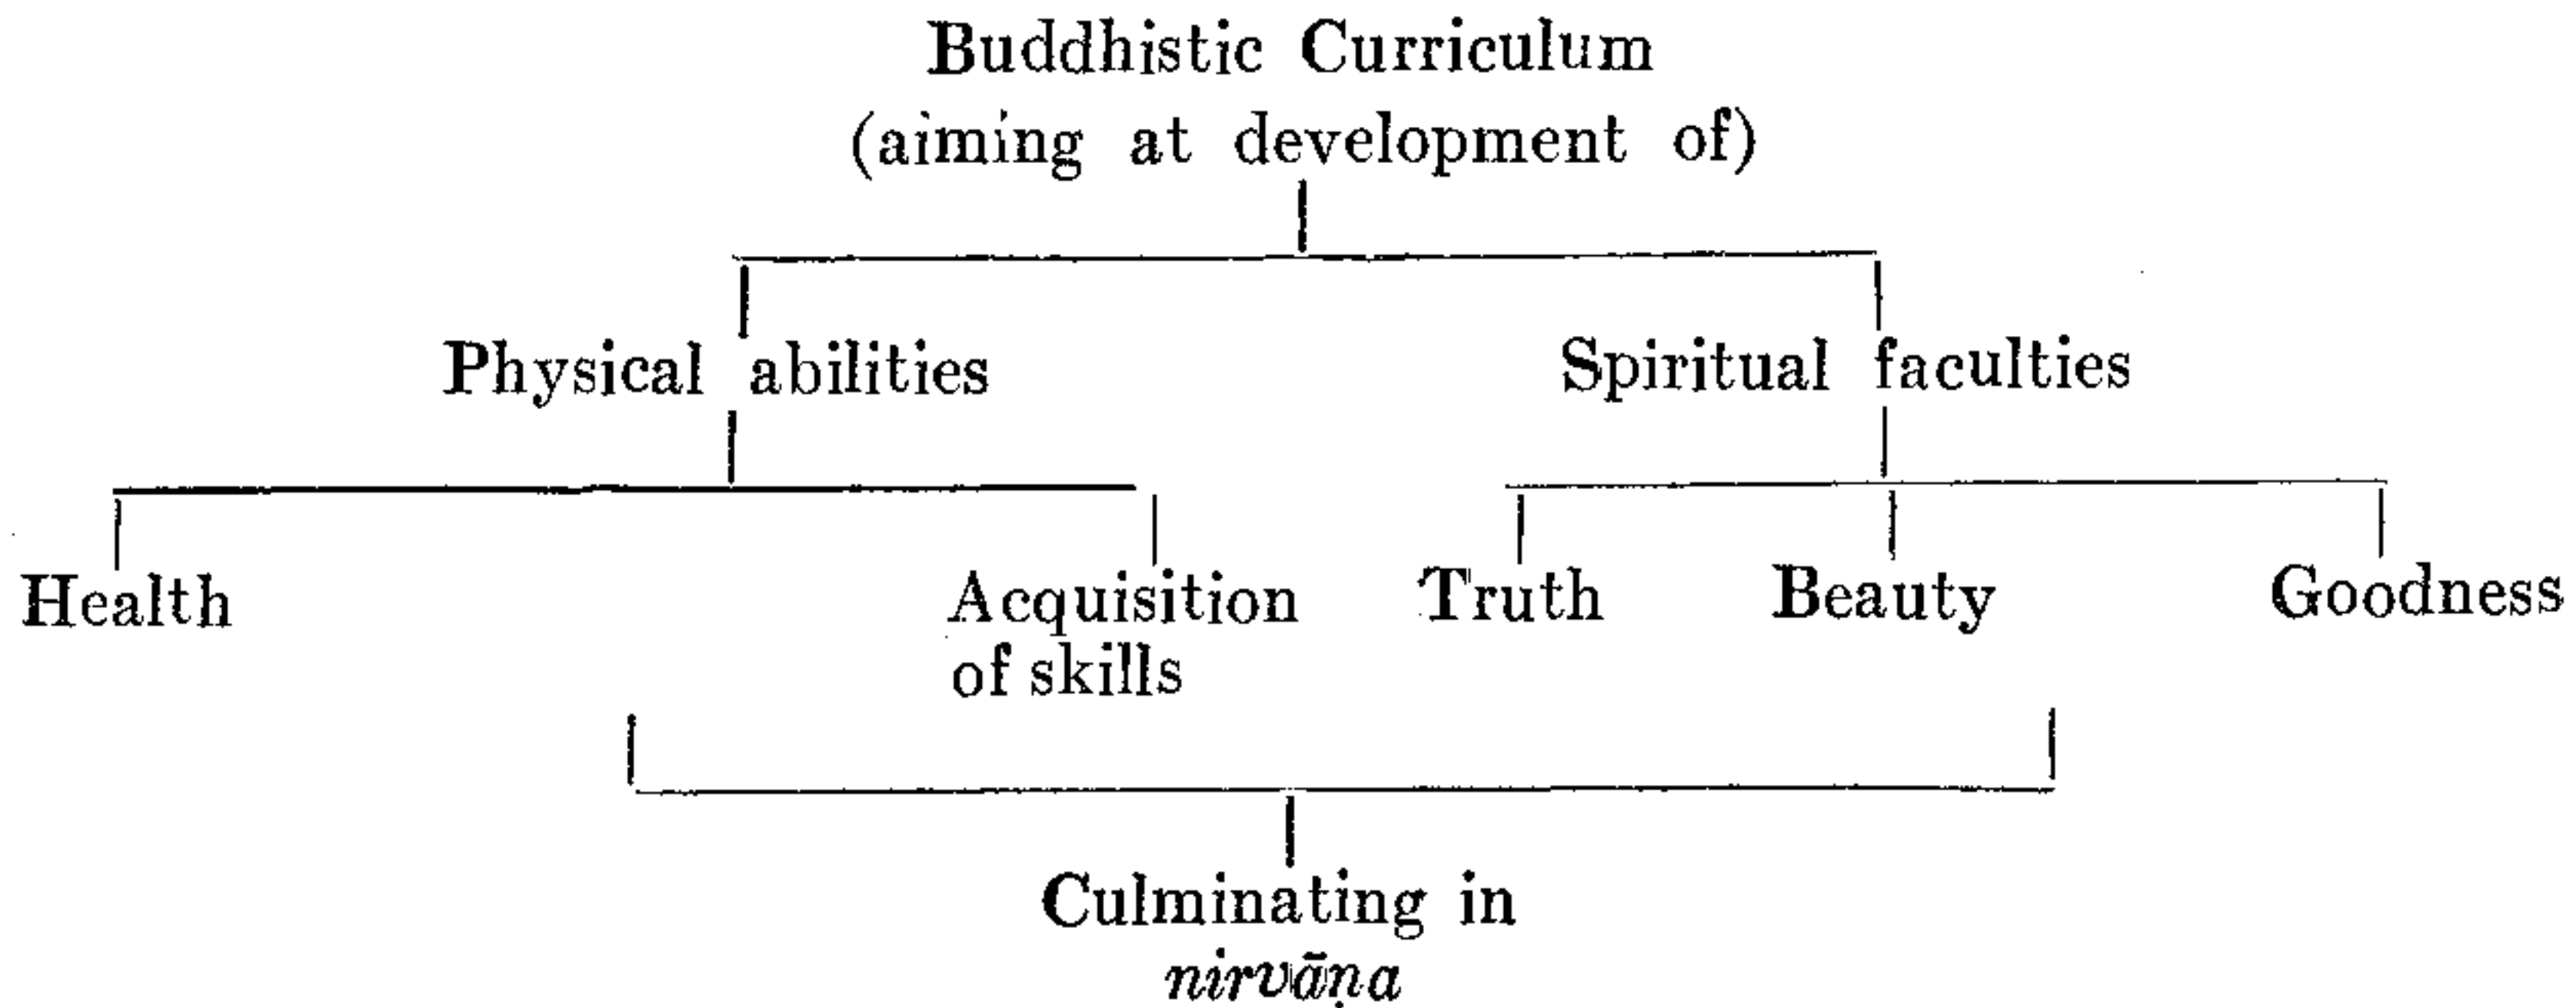 Buddhistic Curriculum
(aiming at development of)
Physical abilities
Spiritual faculties
Health
Acquisition
of skills
Truth
Beauty
Goodness
Culminating in
nirvāṇa